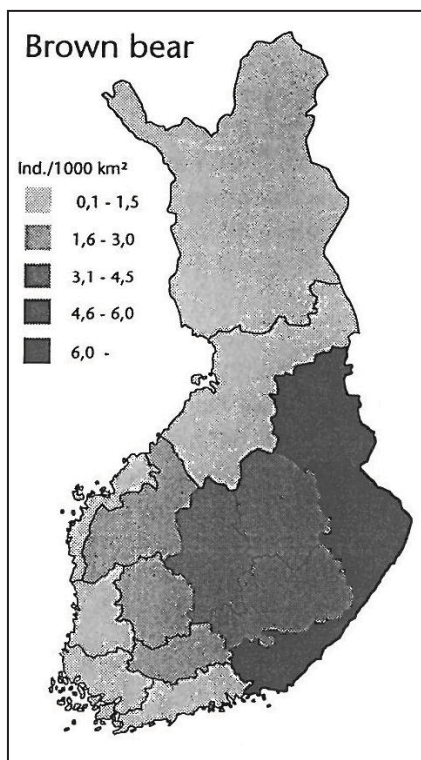 Brown bear
Ind./1000 km²
0,1 - 1,5
1,6 - 3,0
3,1 - 4,5
4,6 - 6,0
6,0 -